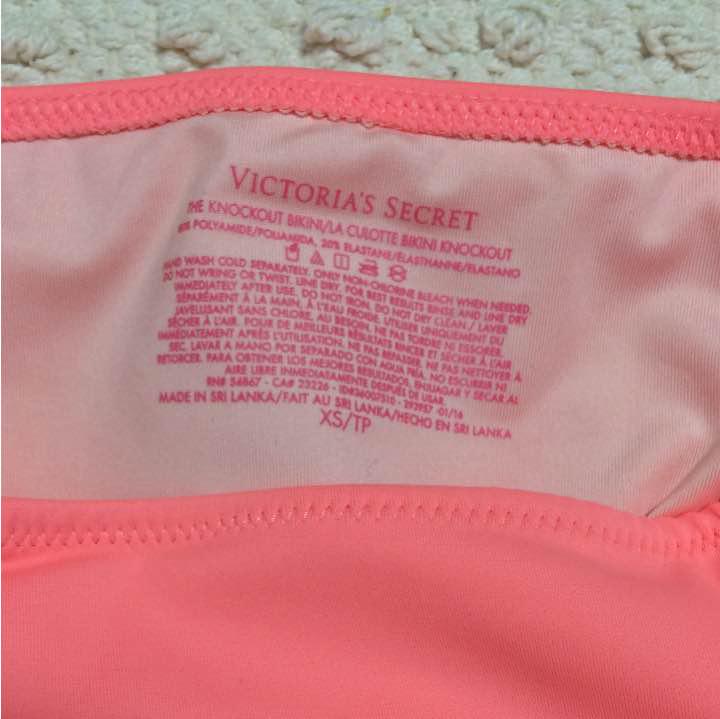 VICTORIA'S SECRET
THE KNOCKOUT BIKINI/LA CULOTTE BIKINI KNOCKOUT
80% POLYAMIDE/POLIAMIDA, 20% ELASTANE/ELASTHANNE/ELASTANO
HAND WASH COLD SEPARATELY. ONLY NON-CHLORINE BLEACH WHEN NEEDED.
DO NOT WRING OR TWIST. LINE DRY. FOR BEST RESULTS RINSE AND LINE DRY
IMMEDIATELY AFTER USE. DO NOT IRON. DO NOT DRY CLEAN / LAVER
SÉPARÉMENT À LA MAIN, À L'EAU FROIDE. UTILISER UNIQUEMENT DU
JAVELLISANT SANS CHLORE, AU BESOIN. NE PAS TORDRE NI ESSORER.
SÉCHER À L'AIR. POUR DE MEILLEURS RÉSULTATS RINCER ET SÉCHER À L'AIR
IMMÉDIATEMENT APRÈS L'UTILISATION. NE PAS REPASSER. NE PAS NETTOYER À
SEC. LAVAR A MANO POR SEPARADO CON AGUA FRÍA. NO ESCURRIR NI
RETORCER. PARA OBTENER LOS MEJORES RESULTADOS, ENJUAGAR Y SECAR AL
AIRE LIBRE INMEDIATAMENTE DESPUÉS DE USAR.
RN# 54867 - CA# 23226 - ID#36007510 - 293957 01/16
MADE IN SRI LANKA/FAIT AU SRI LANKA/HECHO EN SRI LANKA
XS/TP